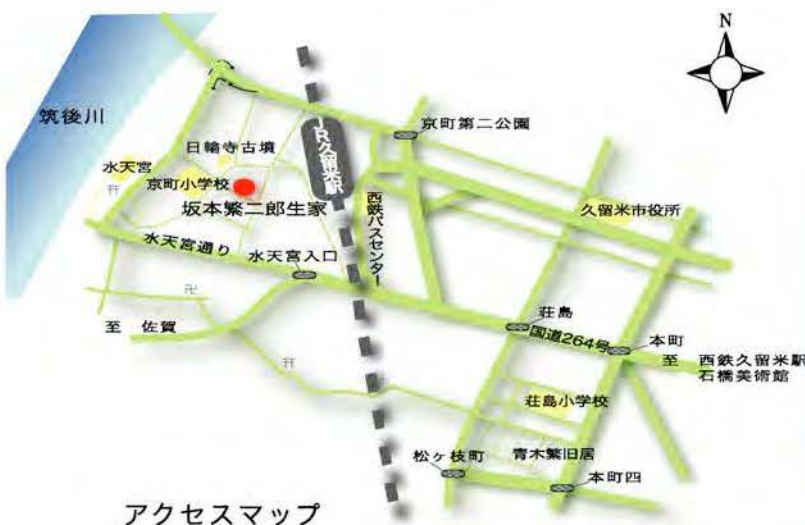 N
筑後川
京町第二公園
日輪寺古墳
JR久留米駅
水天宮
京町小学校
坂本繁二郎生家
西鉄バスセンター
久留米市役所
水天宮通り
水天宮入口
至 佐賀
荘島
国道264号
本町
至 西鉄久留米駅
石橋美術館
荘島小学校
青木繁旧居
松ヶ枝町
本町四
アクセスマップ